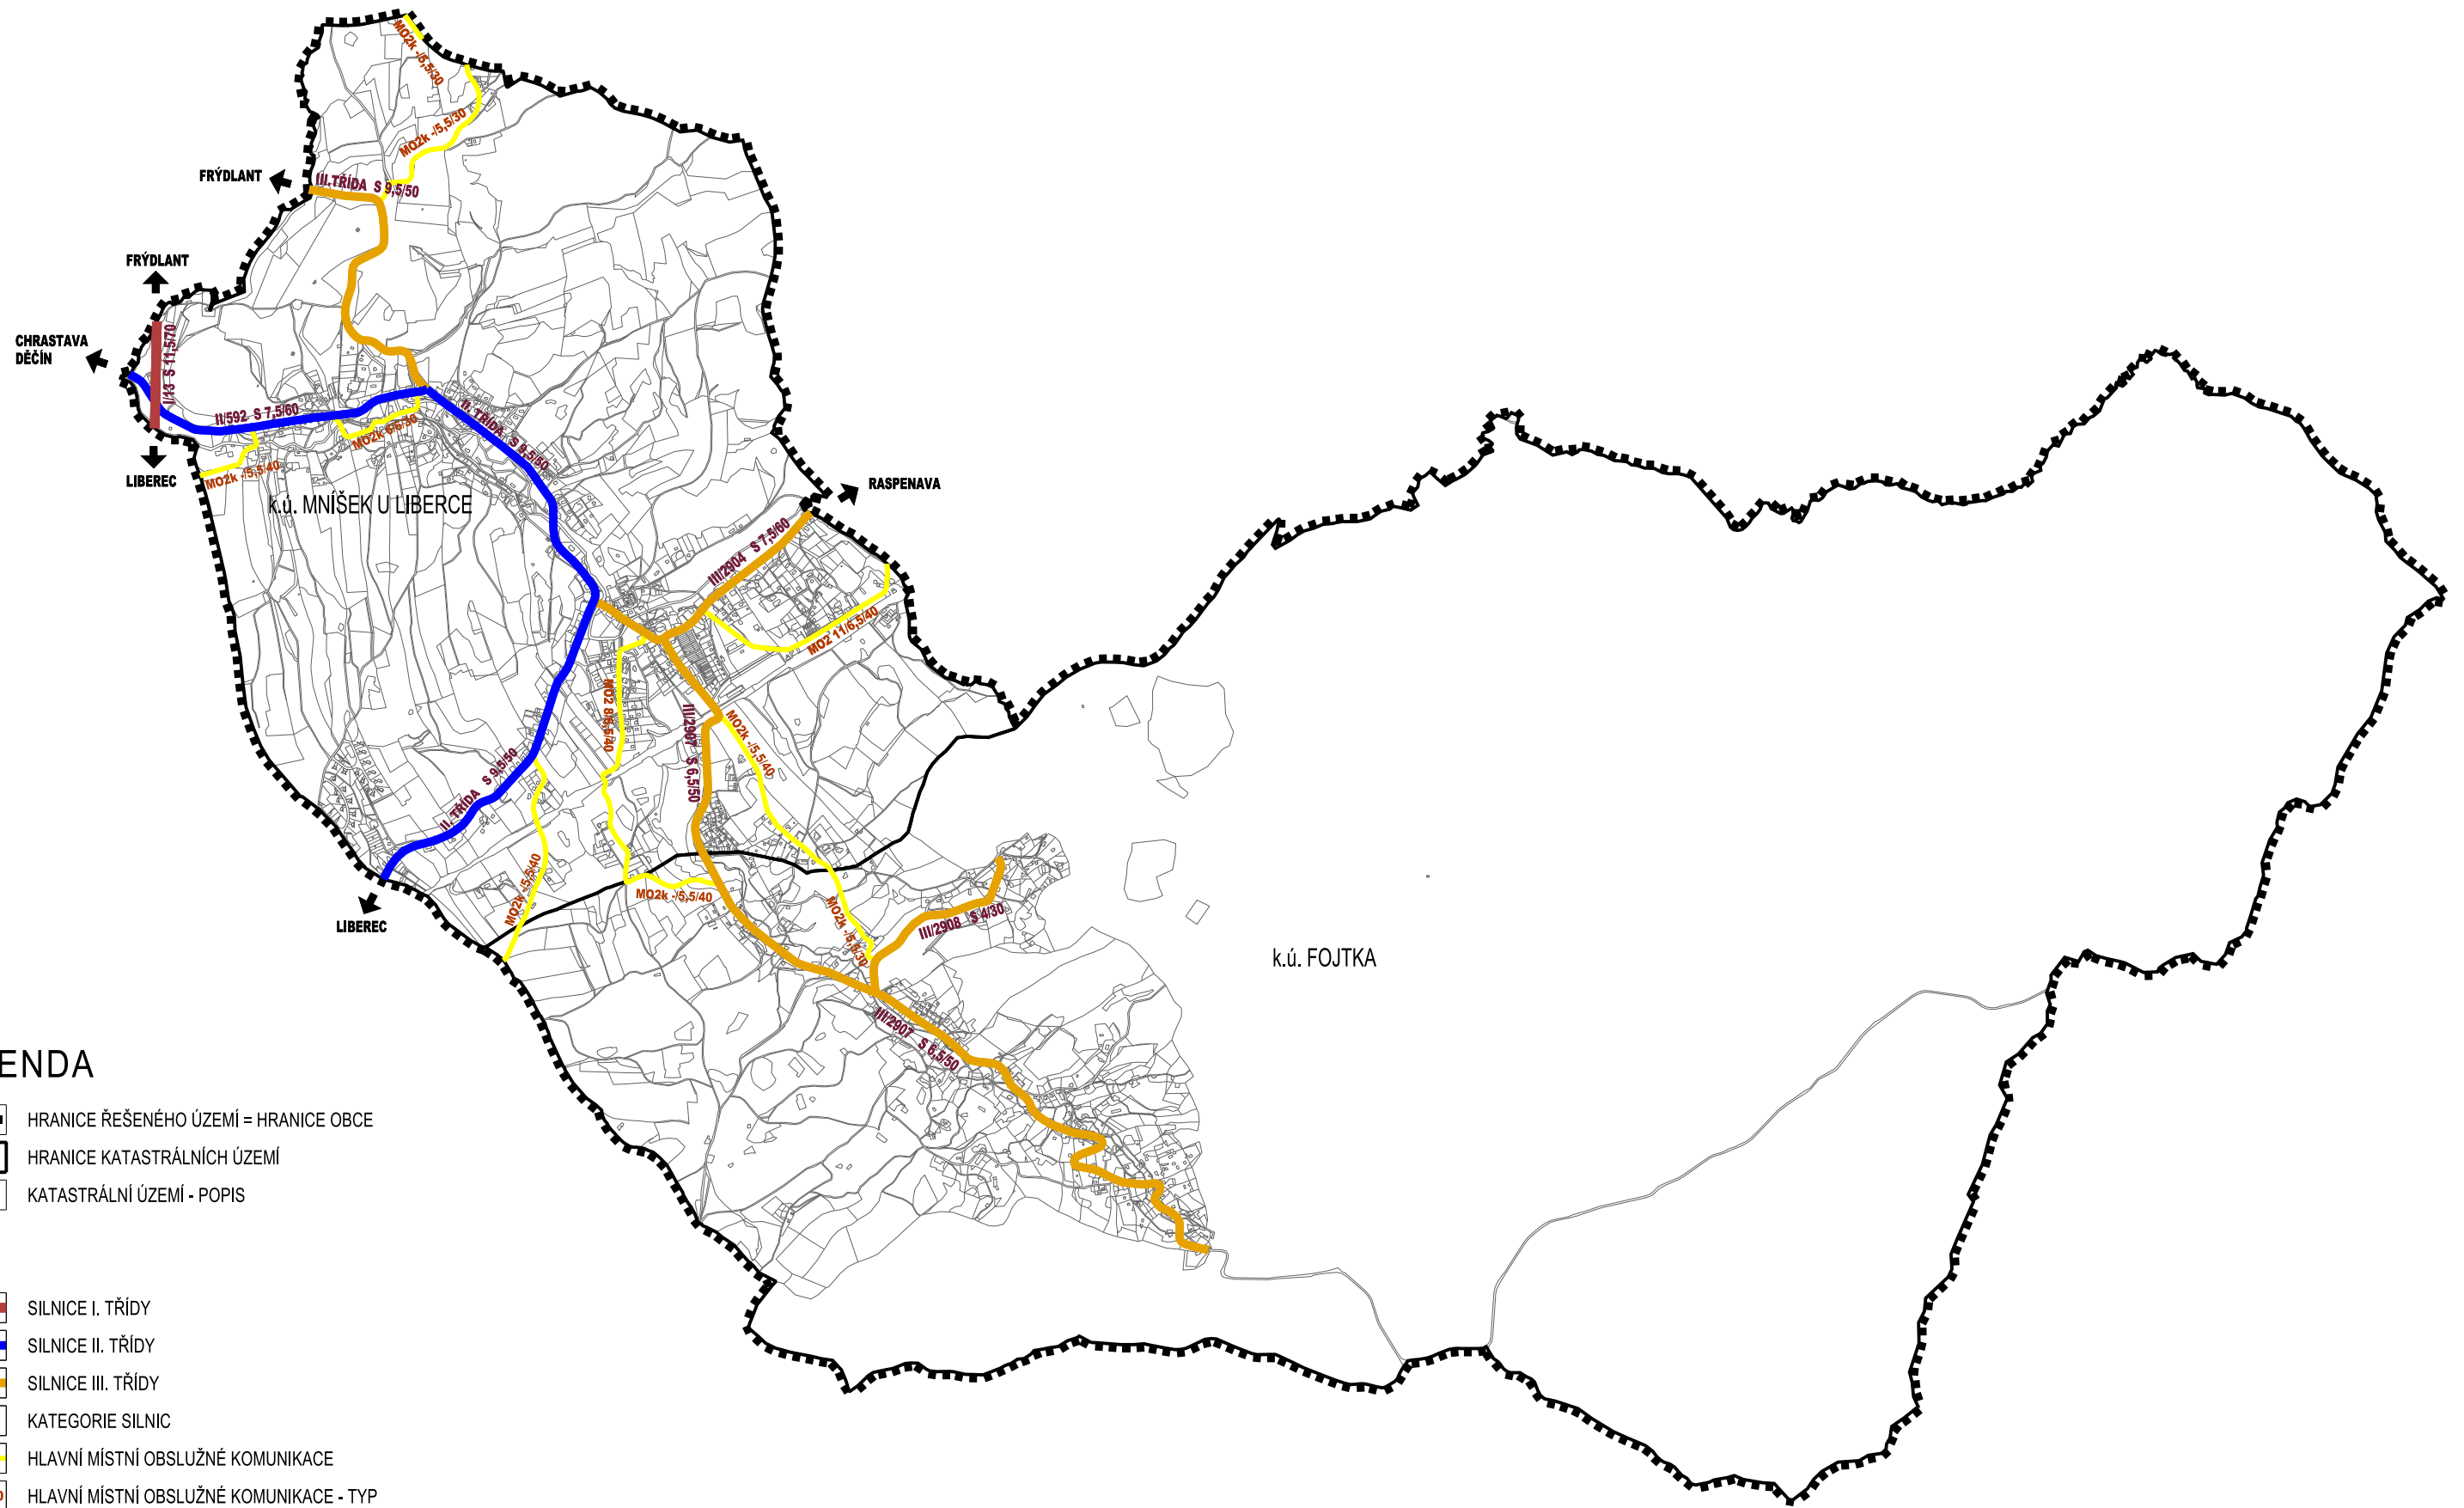 MO2k -/5,5/30
MO2k -/5,5/30
FRÝDLANT
III.TŘÍDA S 9,5/50
FRÝDLANT
CHRASTAVA
DĚČÍN
I/13 S 11,5/70
II/592 S 7,5/60
MO2k 6/5/30
II. TŘÍDA S 9,5/50
MO2k -/5,5/40
LIBEREC
k.ú. MNÍŠEK U LIBERCE
RASPENAVA
III/2904 S 7,5/60
MO2 11/6,5/40
MO2 8/6,5/40
III/2907 S 6,5/50
MO2k -/5,5/40
II. TŘÍDA S 9,5/50
MO2k -/5,5/40
MO2k -/5,5/40
LIBEREC
MO2k -/5,5/30
III/2908 S 4/30
k.ú. FOJTKA
III/2907 S 6,5/50
ENDA
HRANICE ŘEŠENÉHO ÚZEMÍ = HRANICE OBCE
HRANICE KATASTRÁLNÍCH ÚZEMÍ
KATASTRÁLNÍ ÚZEMÍ - POPIS
SILNICE I. TŘÍDY
SILNICE II. TŘÍDY
SILNICE III. TŘÍDY
KATEGORIE SILNIC
HLAVNÍ MÍSTNÍ OBSLUŽNÉ KOMUNIKACE
HLAVNÍ MÍSTNÍ OBSLUŽNÉ KOMUNIKACE - TYP